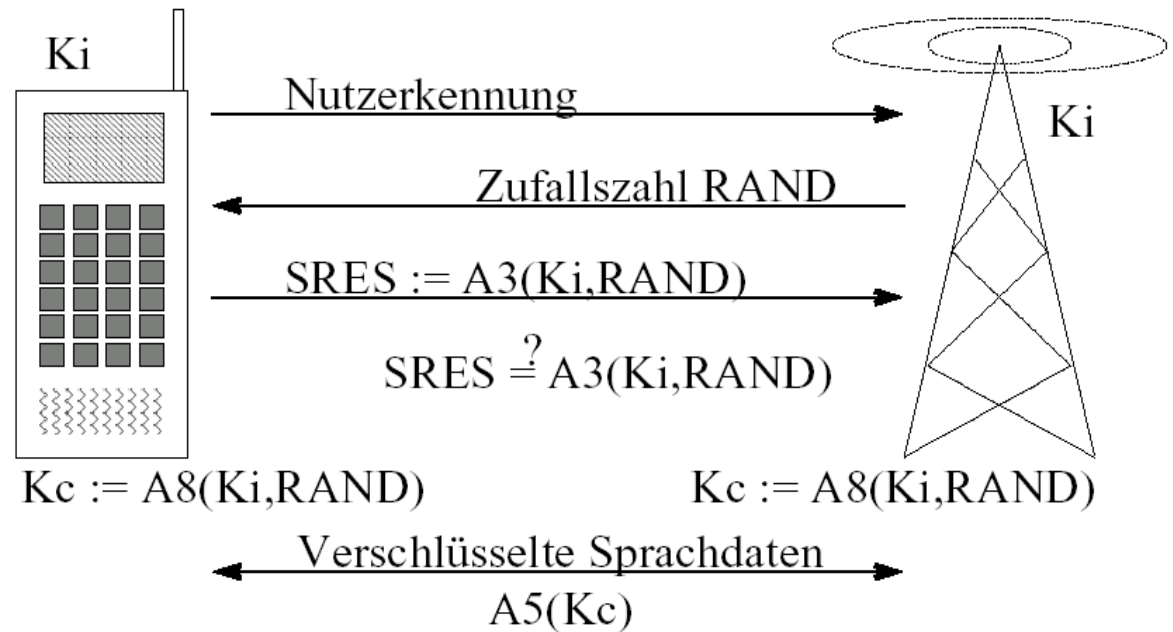 Ki
Nutzerkennung
Ki
Zufallszahl RAND
SRES := A3(Ki,RAND)
?
SRES = A3(Ki,RAND)
Kc := A8(Ki,RAND)
Kc := A8(Ki,RAND)
Verschlüsselte Sprachdaten
A5(Kc)